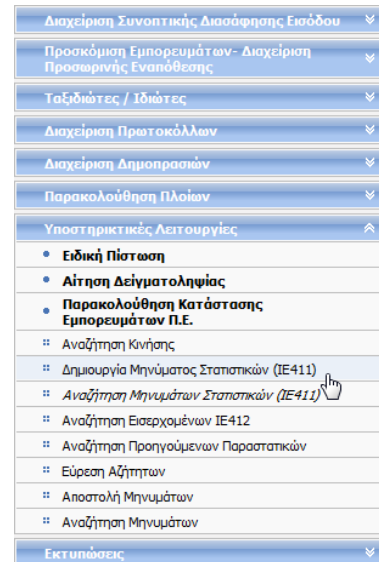 Διαχείριση Συνοπτικής Διασάφησης Εισόδου
Προσκόμιση Εμπορευμάτων- Διαχείριση
Προσωρινής Εναπόθεσης
Ταξιδιώτες / Ιδιώτες
Διαχείριση Πρωτοκόλλων
Διαχείριση Δημοπρασιών
Παρακολούθηση Πλοίων
Υποστηρικτικές Λειτουργίες
Ειδική Πίστωση
Αίτηση Δείγματοληψίας
Παρακολούθηση Κατάστασης
Εμπορευμάτων Π.Ε.
Αναζήτηση Κινήσης
Δημιουργία Μηνύματος Στατιστικών (ΙΕ411)
Αναζήτηση Μηνυμάτων Στατιστικών (ΙΕ411)
Αναζήτηση Εισερχομένων ΙΕ412
Αναζήτηση Προηγούμενων Παραστατικών
Εύρεση Αζήτητων
Αποστολή Μηνυμάτων
Αναζήτηση Μηνυμάτων
Εκτυπώσεις